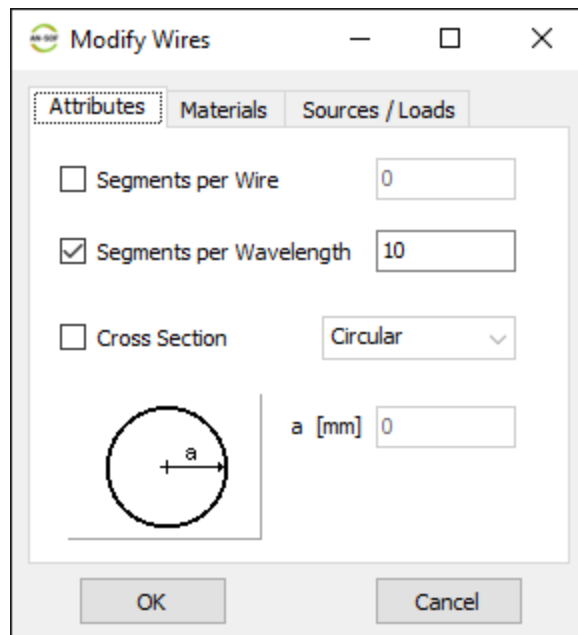 AN-SOF Modify Wires
Attributes Materials Sources / Loads
Segments per Wire 0
Segments per Wavelength 10
Cross Section Circular
a [mm] 0
a
OK Cancel